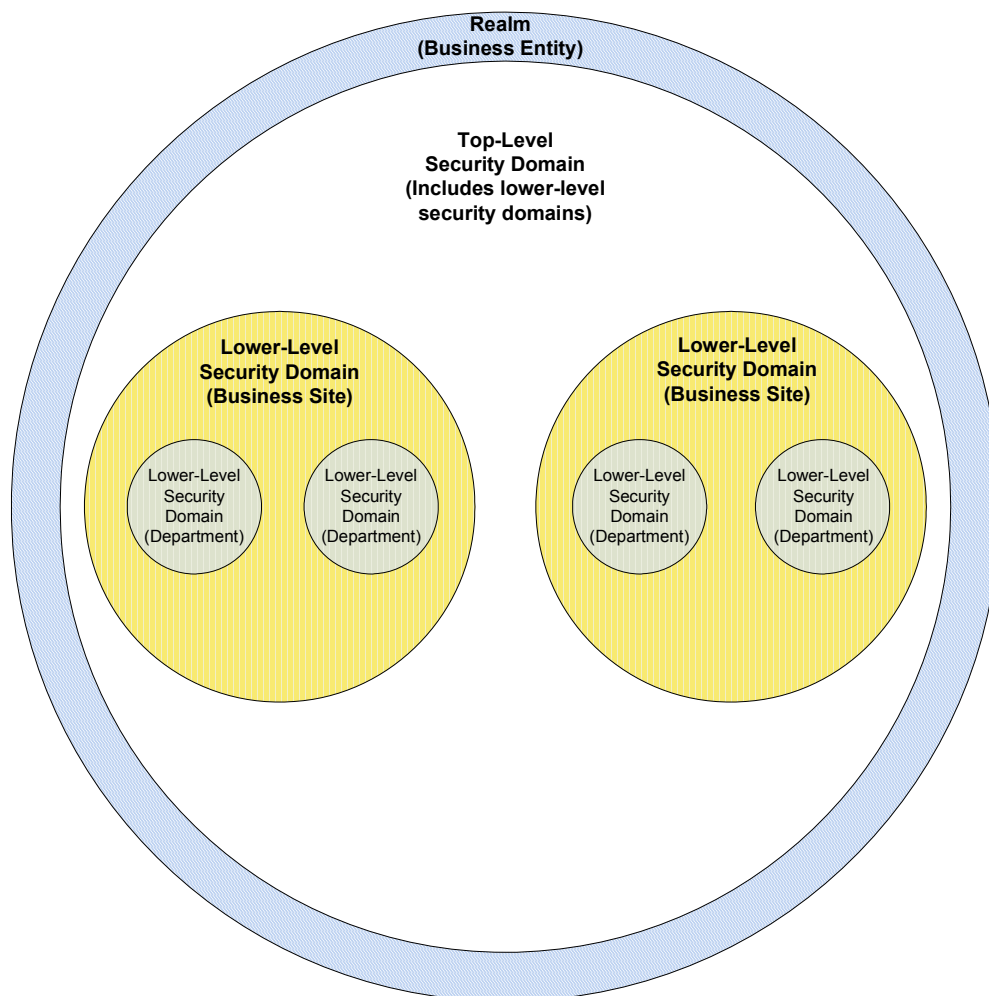 Realm
(Business Entity)
Top-Level
Security Domain
(Includes lower-level
security domains)
Lower-Level
Security Domain
(Business Site)
Lower-Level
Security
Domain
(Department)
Lower-Level
Security
Domain
(Department)
Lower-Level
Security Domain
(Business Site)
Lower-Level
Security
Domain
(Department)
Lower-Level
Security
Domain
(Department)